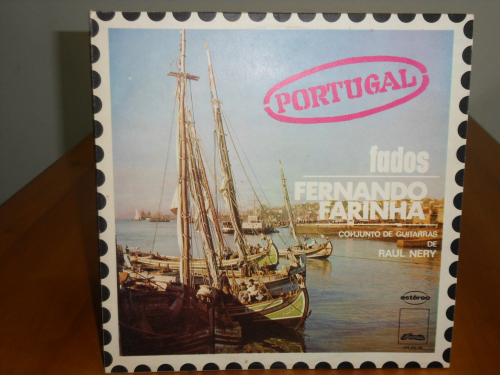 PORTUGAL
fados
FERNANDO
FARINHA
CONJUNTO DE GUITARRAS
DE
RAUL NERY
estéreo